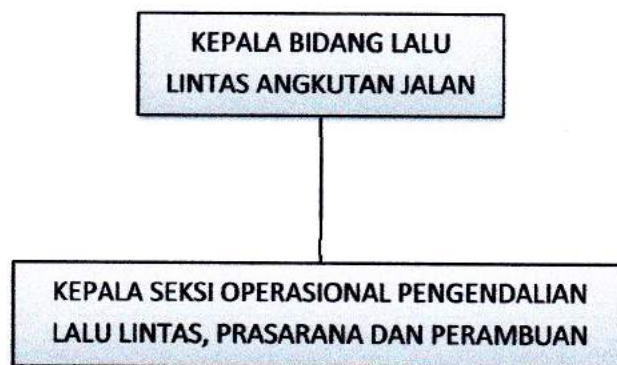 KEPALA BIDANG LALU
LINTAS ANGKUTAN JALAN
KEPALA SEKSI OPERASIONAL PENGENDALIAN
LALU LINTAS, PRASARANA DAN PERAMBUAN